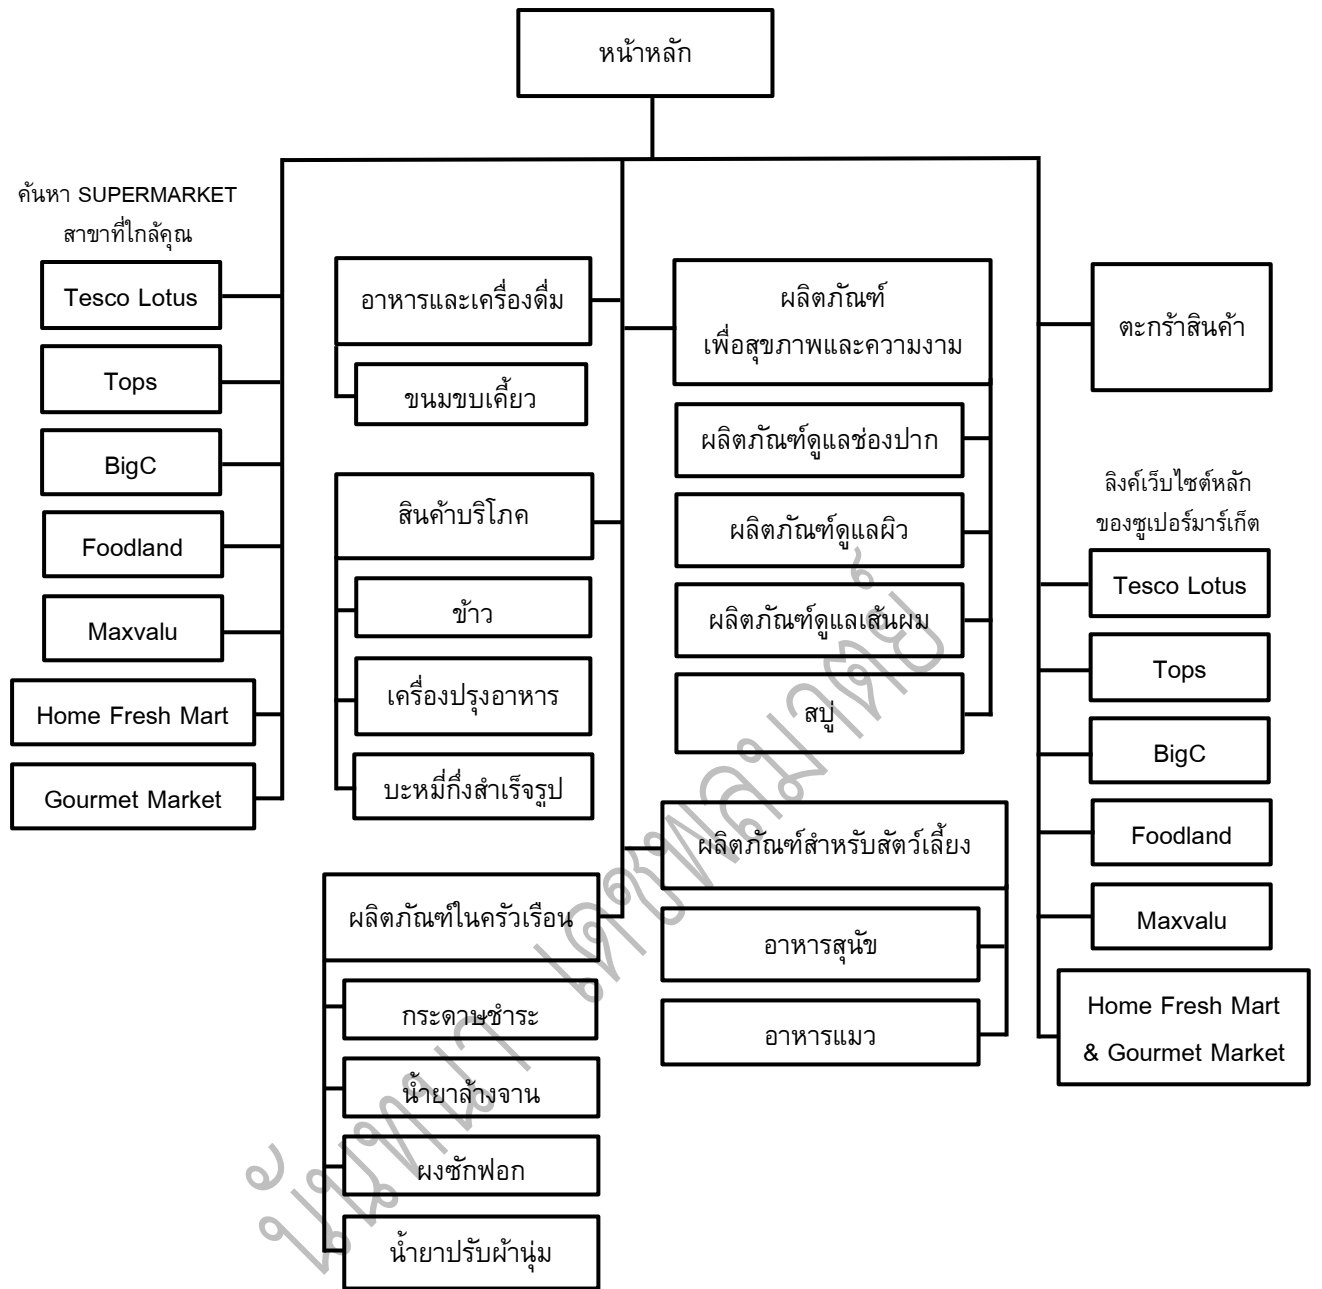 หน้าหลัก
ค้นหา SUPERMARKET
สาขาที่ใกล้คุณ
Tesco Lotus
Tops
BigC
Foodland
Maxvalu
Home Fresh Mart
Gourmet Market
อาหารและเครื่องดื่ม
ขนมขบเคี้ยว
สินค้าบริโภค
ข้าว
เครื่องปรุงอาหาร
บะหมี่กึ่งสำเร็จรูป
ผลิตภัณฑ์ในครัวเรือน
กระดาษชำระ
น้ำยาล้างจาน
ผงซักฟอก
น้ำยาปรับผ้านุ่ม
ผลิตภัณฑ์
เพื่อสุขภาพและความงาม
ผลิตภัณฑ์ดูแลช่องปาก
ผลิตภัณฑ์ดูแลผิว
ผลิตภัณฑ์ดูแลเส้นผม
สบู่
ผลิตภัณฑ์สำหรับสัตว์เลี้ยง
อาหารสุนัข
อาหารแมว
ตะกร้าสินค้า
ลิงค์เว็บไซต์หลัก
ของซูเปอร์มาร์เก็ต
Tesco Lotus
Tops
BigC
Foodland
Maxvalu
Home Fresh Mart
& Gourmet Market
นันทนา เดชพลมาตย์